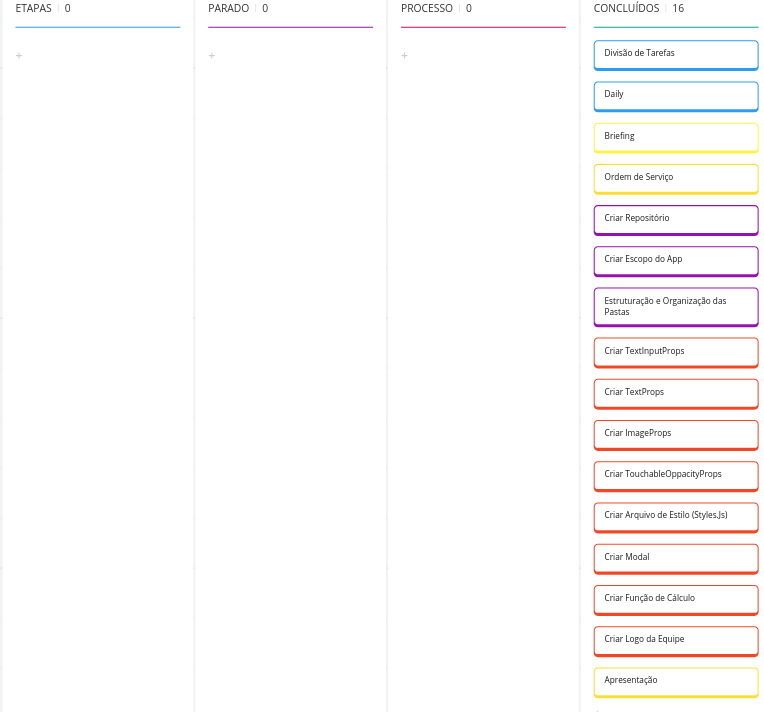 ETAPAS | 0
PARADO | 0
PROCESSO | 0
CONCLUÍDOS | 16
+
+
+
Divisão de Tarefas
Daily
Briefing
Ordem de Serviço
Criar Repositório
Criar Escopo do App
Estruturação e Organização das
Pastas
Criar TextInputProps
Criar TextProps
Criar ImageProps
Criar TouchableOppacityProps
Criar Arquivo de Estilo (Styles.Js)
Criar Modal
Criar Função de Cálculo
Criar Logo da Equipe
Apresentação